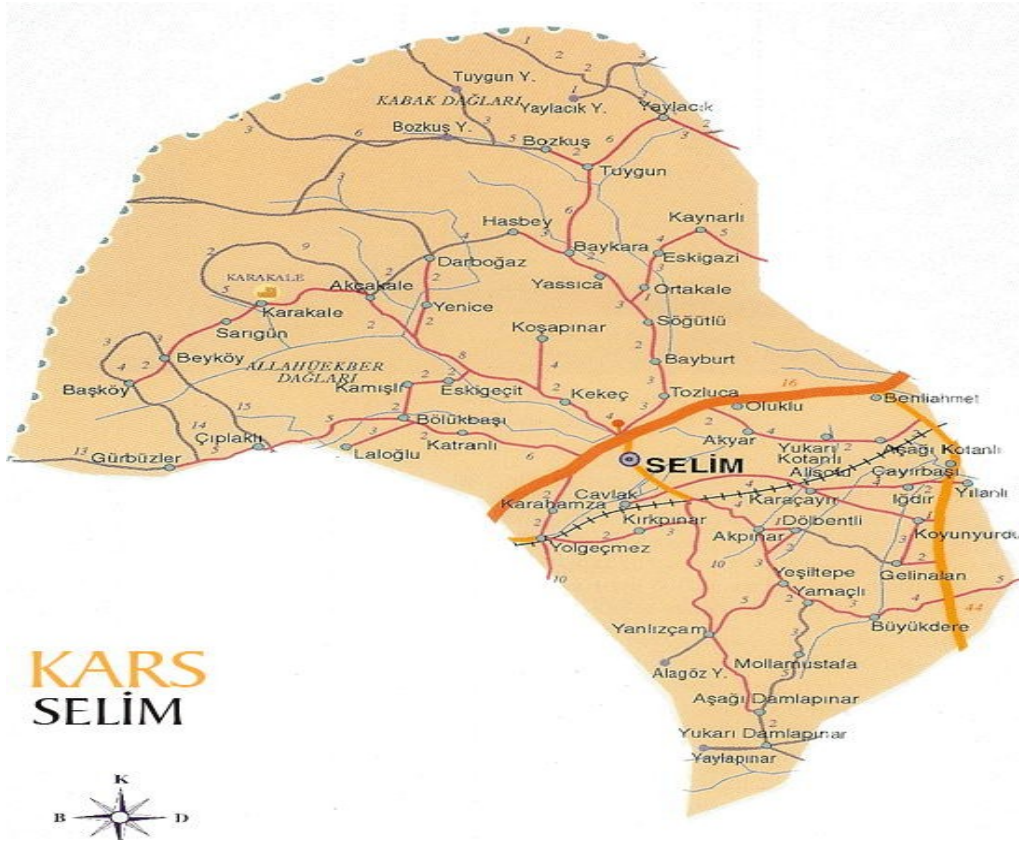 Tuygun Y.
KABAK DAĞLARI
Yaylacık Y.
Yaylacık
Bozkuş Y.
Bozkuş
Tuygun
Hasbey
Kaynarlı
Baykara
Eskigazi
Darboğaz
Yassıca
Ortakale
KARAKALE
Akçakale
Karakale
Yenice
Sarıgün
Koşapınar
Söğütlü
Beyköy
Bayburt
ALLAHÜEKBER
DAĞLARI
Başköy
Kamışlı
Eskigeçit
Kekeç
Tozluca
16
Benliahmet
Oluklu
Bölükbaşı
Çıplaklı
Katranlı
Laloğlu
Gürbüzler
Akyar
Yukarı
Kotanlı
Aşağı Kotanlı
SELİM
Alisofu
Çayırbaşı
Karahamza
Cavlak
Karaçayır
Iğdır
Yılanlı
Kırkpınar
Akpınar
Dölbentli
Koyunyurdu
Yolgeçmez
Gelinalan
Yeşiltepe
Yamaçlı
44
Büyükdere
Yanlızçam
Mollamustafa
Alagöz Y.
Aşağı Damlapınar
Yukarı Damlapınar
Yaylapınar
KARS
SELİM
K
B
D